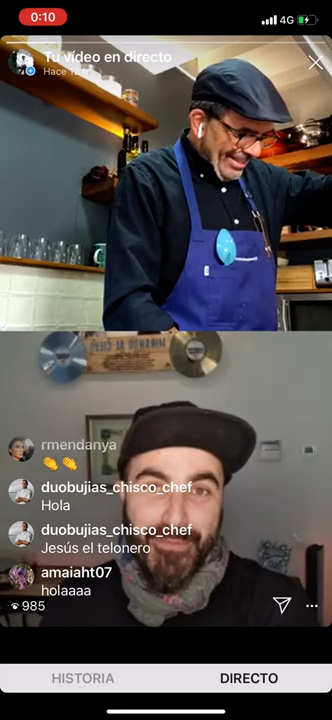 0:10
4G
Tu vídeo en directo
rmendanya
👏👏
duobujias_chisco_chef
Hola
duobujias_chisco_chef
Jesús el telonero
amaiaht07
holaaaa
985
HISTORIA
DIRECTO